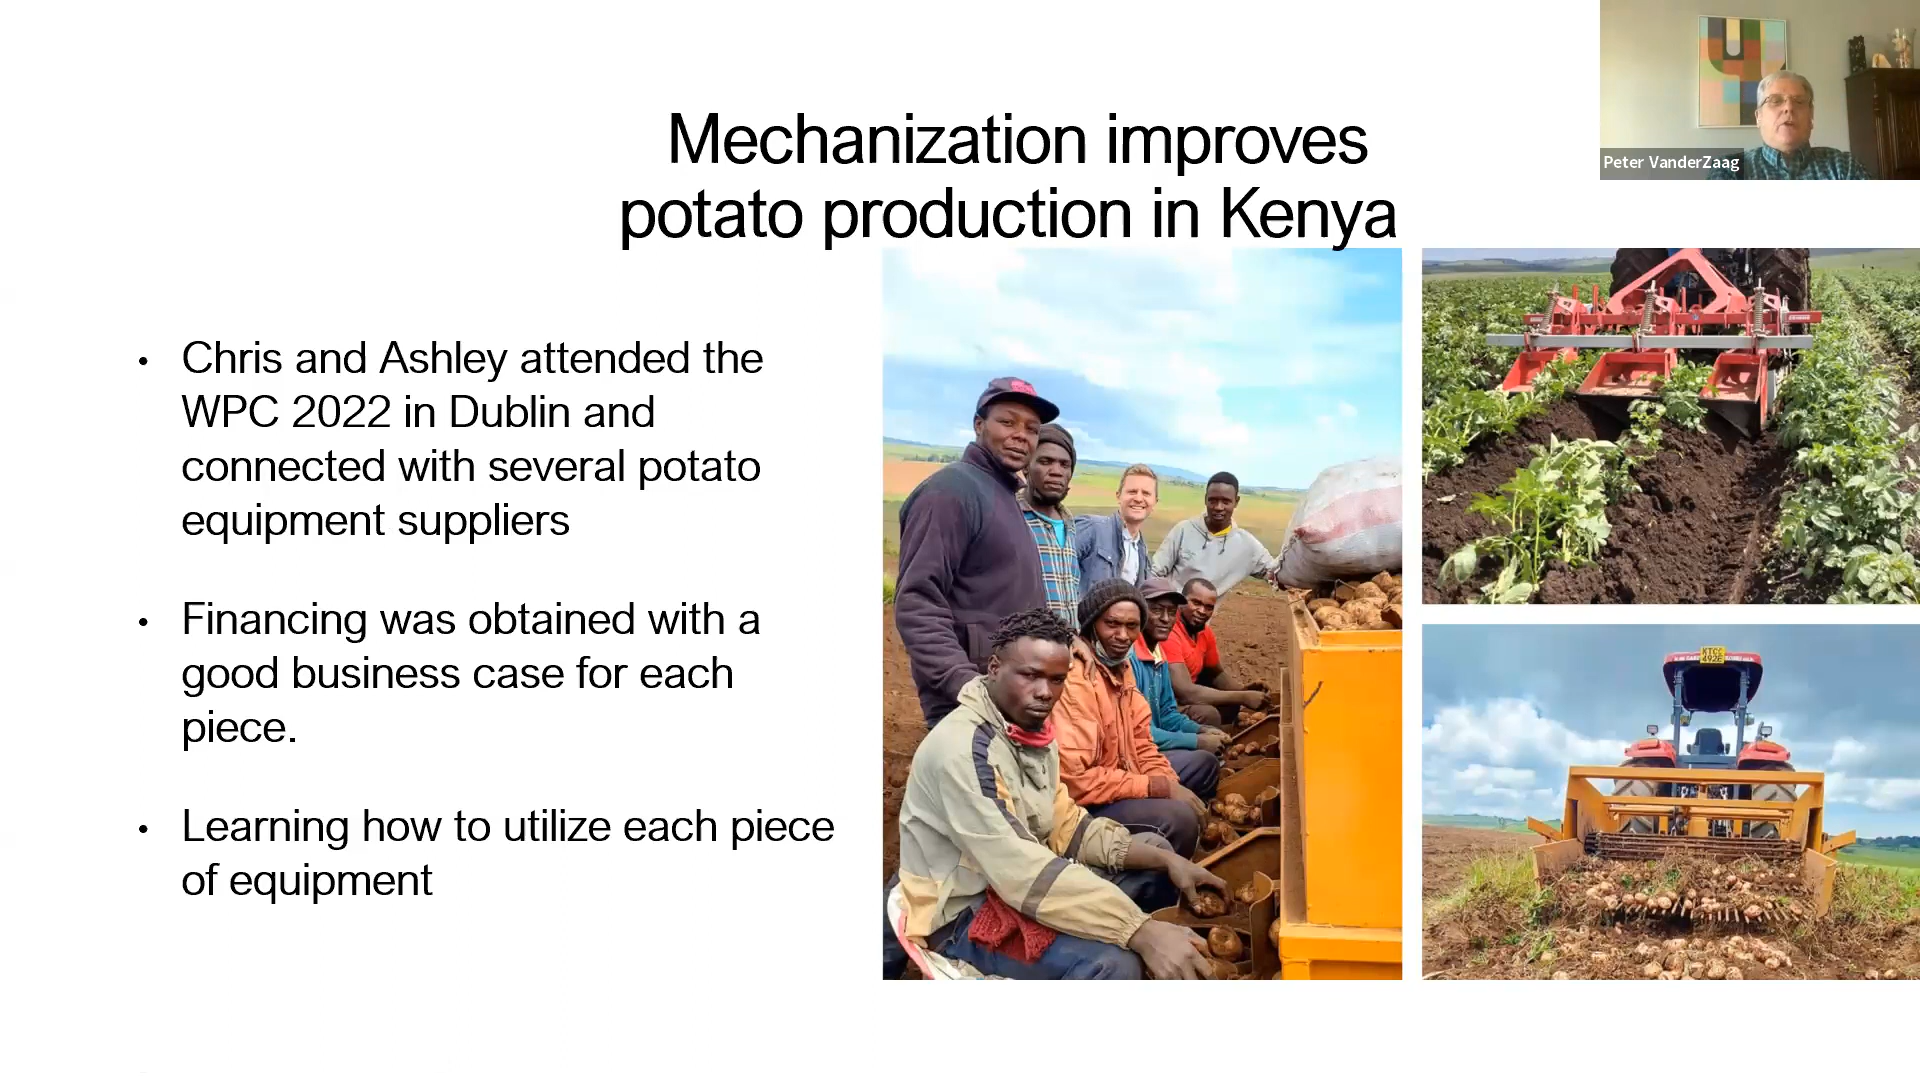 Mechanization improves
potato production in Kenya
Peter VanderZaag
• Chris and Ashley attended the
WPC 2022 in Dublin and
connected with several potato
equipment suppliers
• Financing was obtained with a
good business case for each
piece.
• Learning how to utilize each piece
of equipment